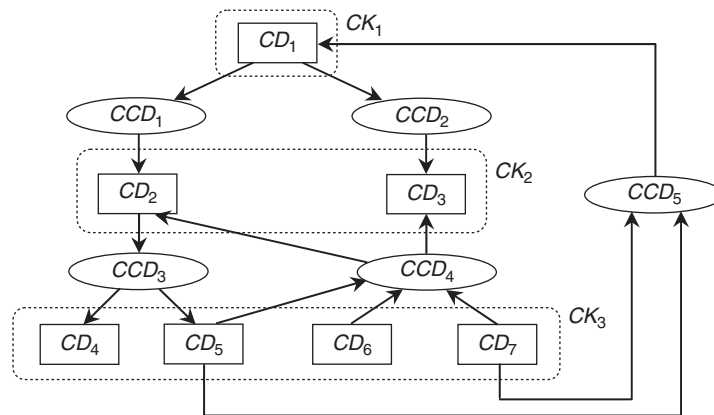 CD₁ CK₁
CCD₁ CCD₂
CD₂ CD₃ CK₂ CCD₅
CCD₃ CCD₄
CD₄ CD₅ CD₆ CD₇ CK₃